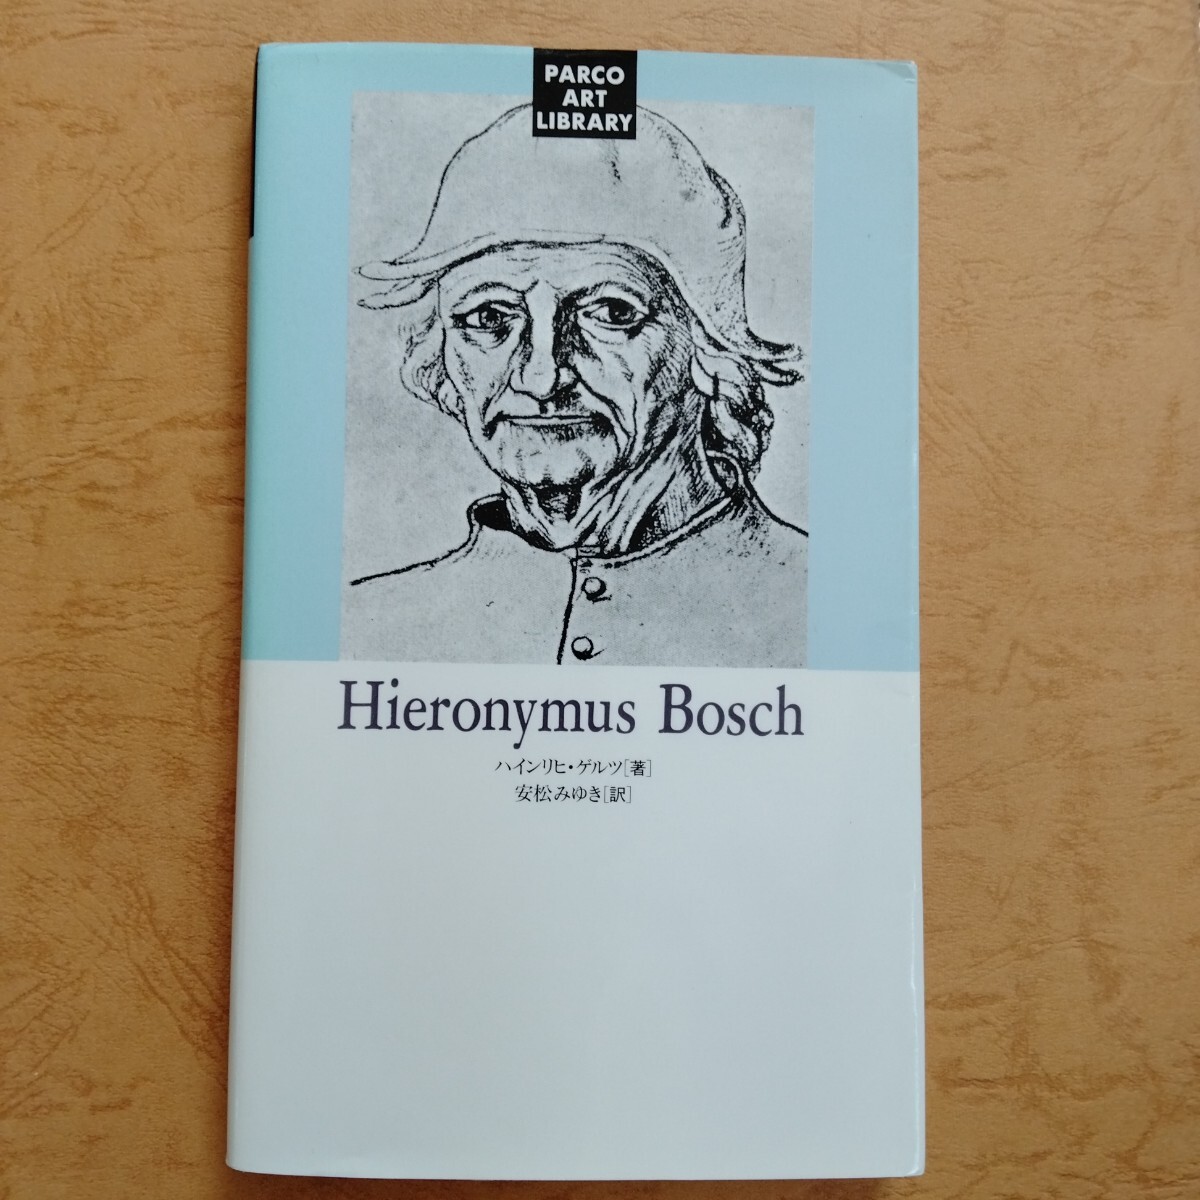 PARCO
ART
LIBRARY
Hieronymus Bosch
ハインリヒ・ゲルツ[著]
安松みゆき[訳]